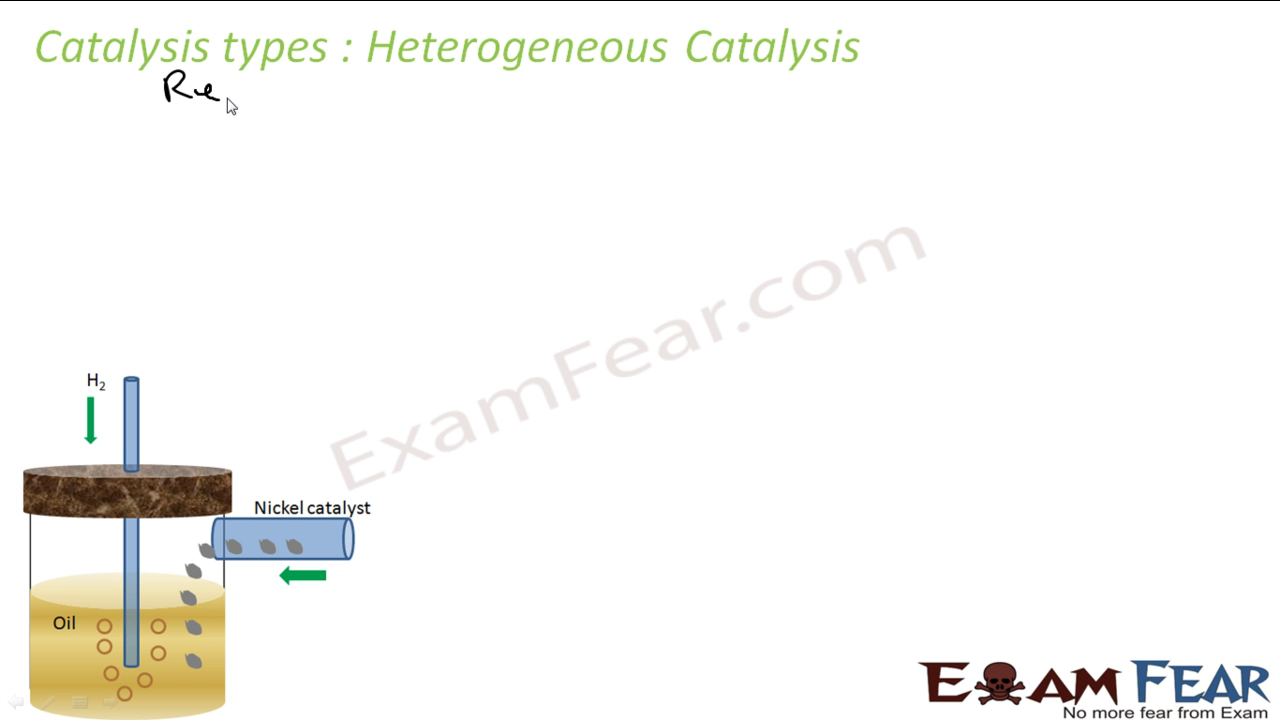 Catalysis types : Heterogeneous Catalysis
Re
ExamFear.com
H₂
Nickel catalyst
Oil
EXAM FEAR
No more fear from Exam